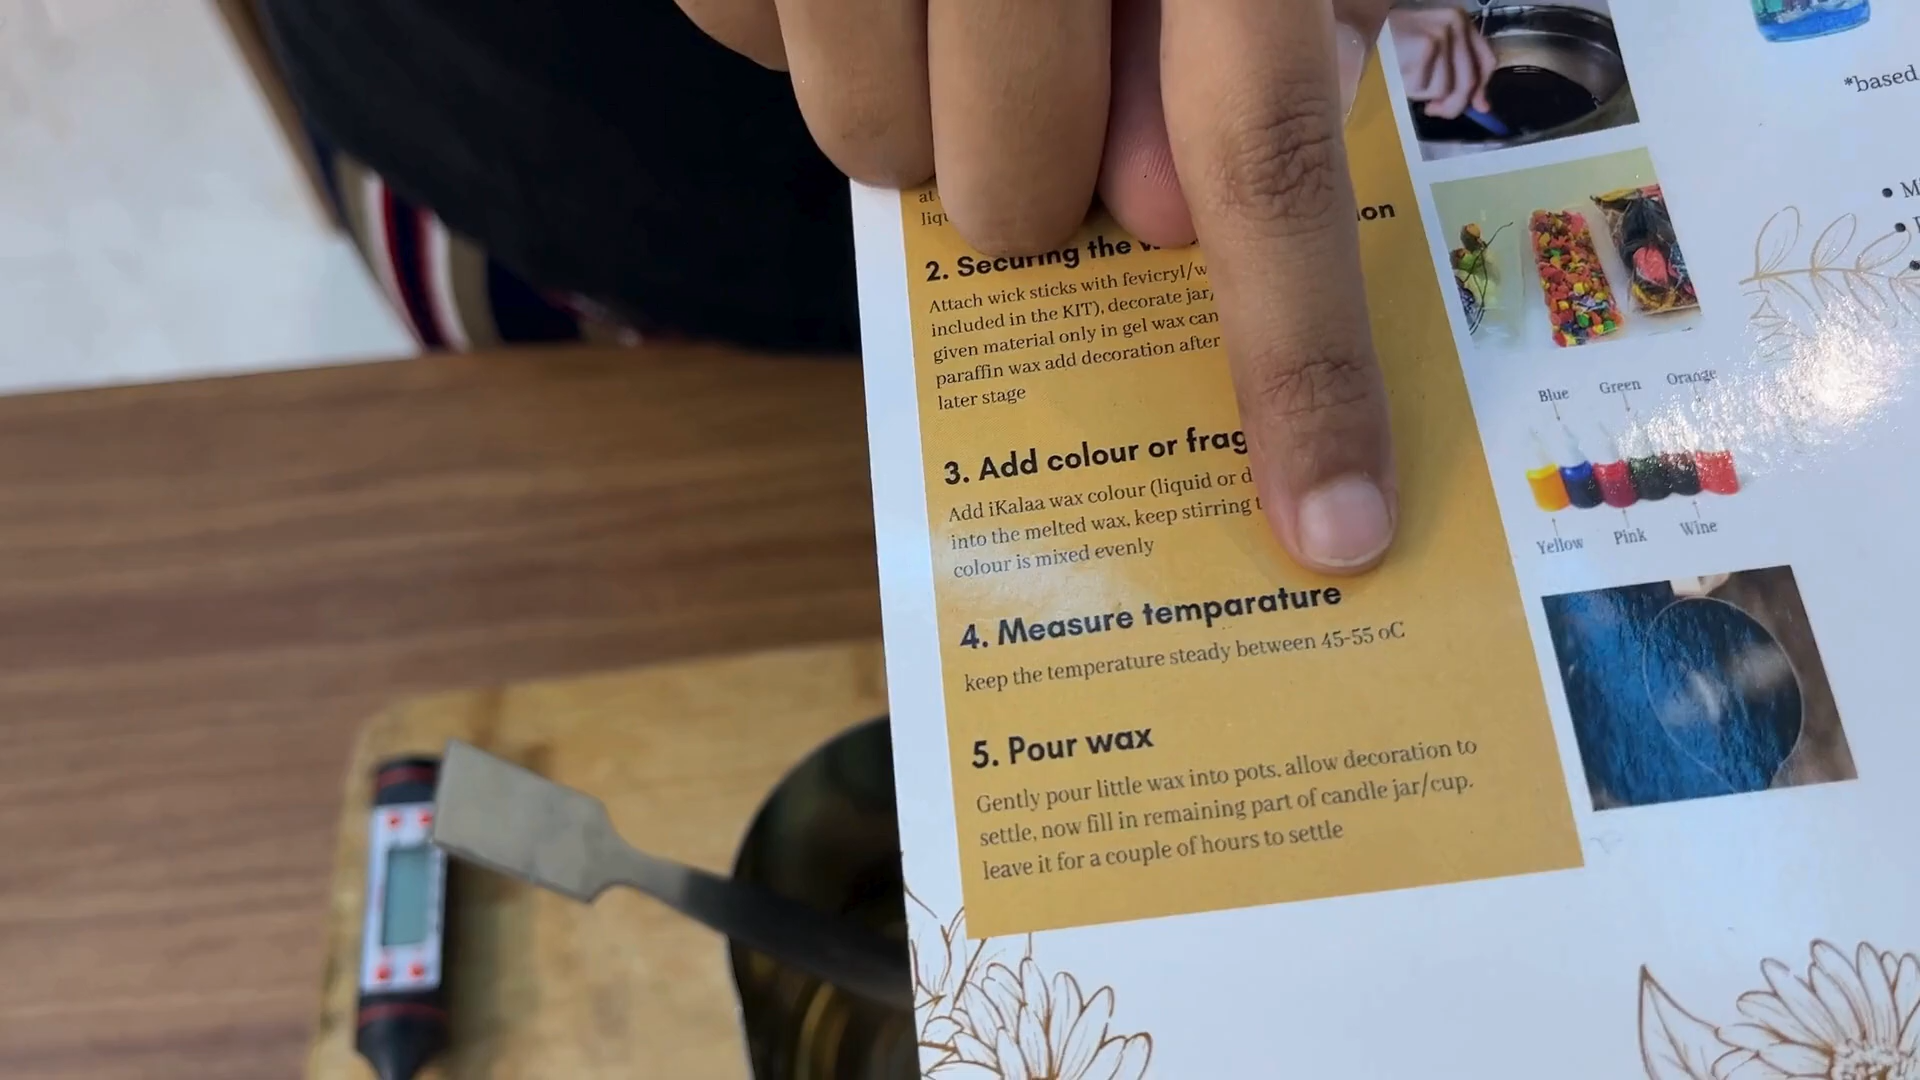 at
2. Securing the
Attach wick sticks with fevicryl/w
included in the KIT), decorate jar/
given material only in gel wax can
paraffin wax add decoration after
later stage
3. Add colour or frag
Add iKalaa wax colour (liquid or d
into the melted wax, keep stirring
colour is mixed evenly
4. Measure temparature
keep the temperature steady between 45-55 oC
5. Pour wax
Gently pour little wax into pots, allow decoration to
settle, now fill in remaining part of candle jar/cup.
leave it for a couple of hours to settle
Blue Green Orange
Yellow Pink Wine
*based